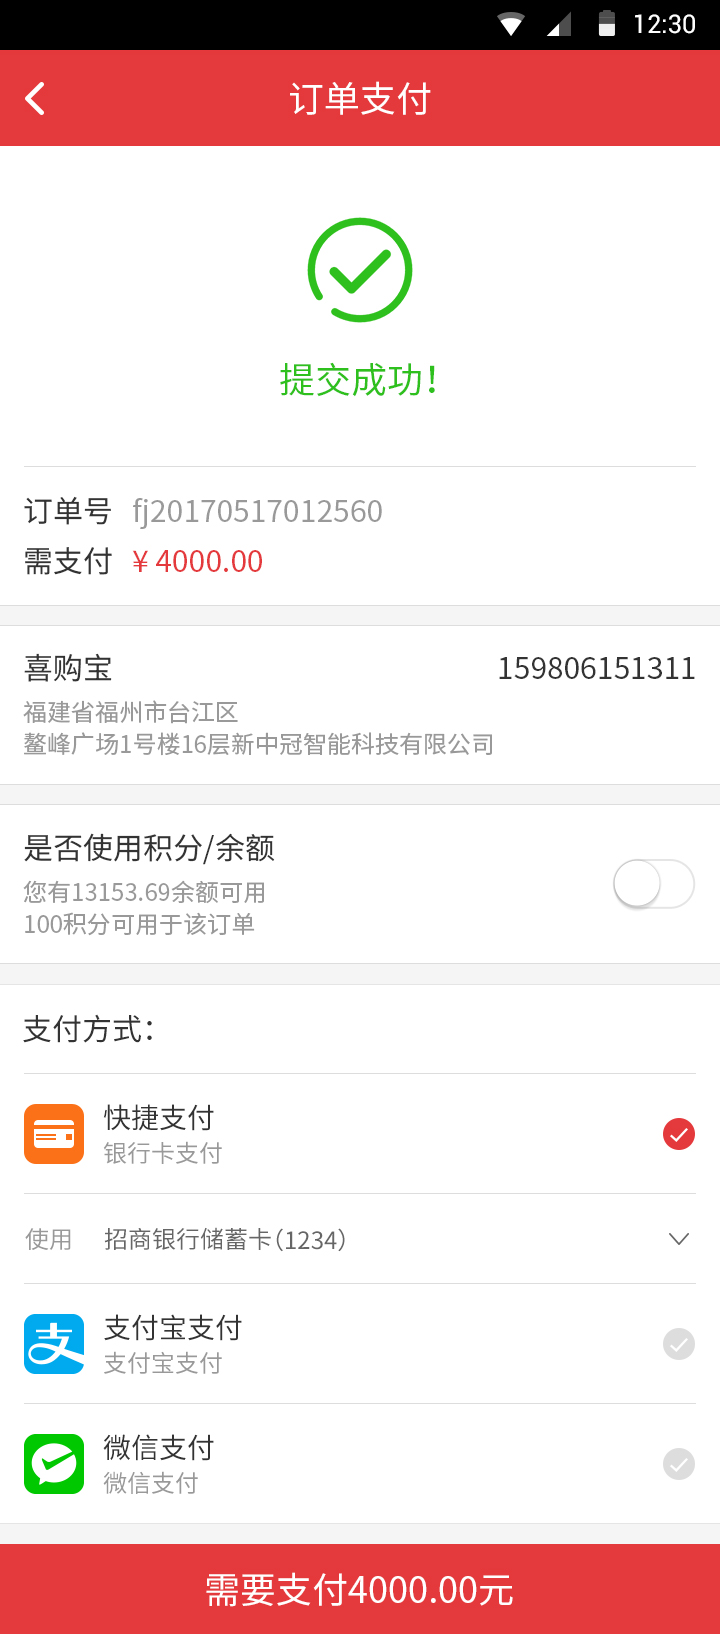 12:30
订单支付
提交成功！
订单号 fj20170517012560
需支付 ¥ 4000.00
喜购宝 159806151311
福建省福州市台江区
鳌峰广场1号楼16层新中冠智能科技有限公司
是否使用积分/余额
您有13153.69余额可用
100积分可用于该订单
支付方式：
快捷支付
银行卡支付
使用 招商银行储蓄卡（1234）
支付宝支付
支付宝支付
微信支付
微信支付
需要支付4000.00元